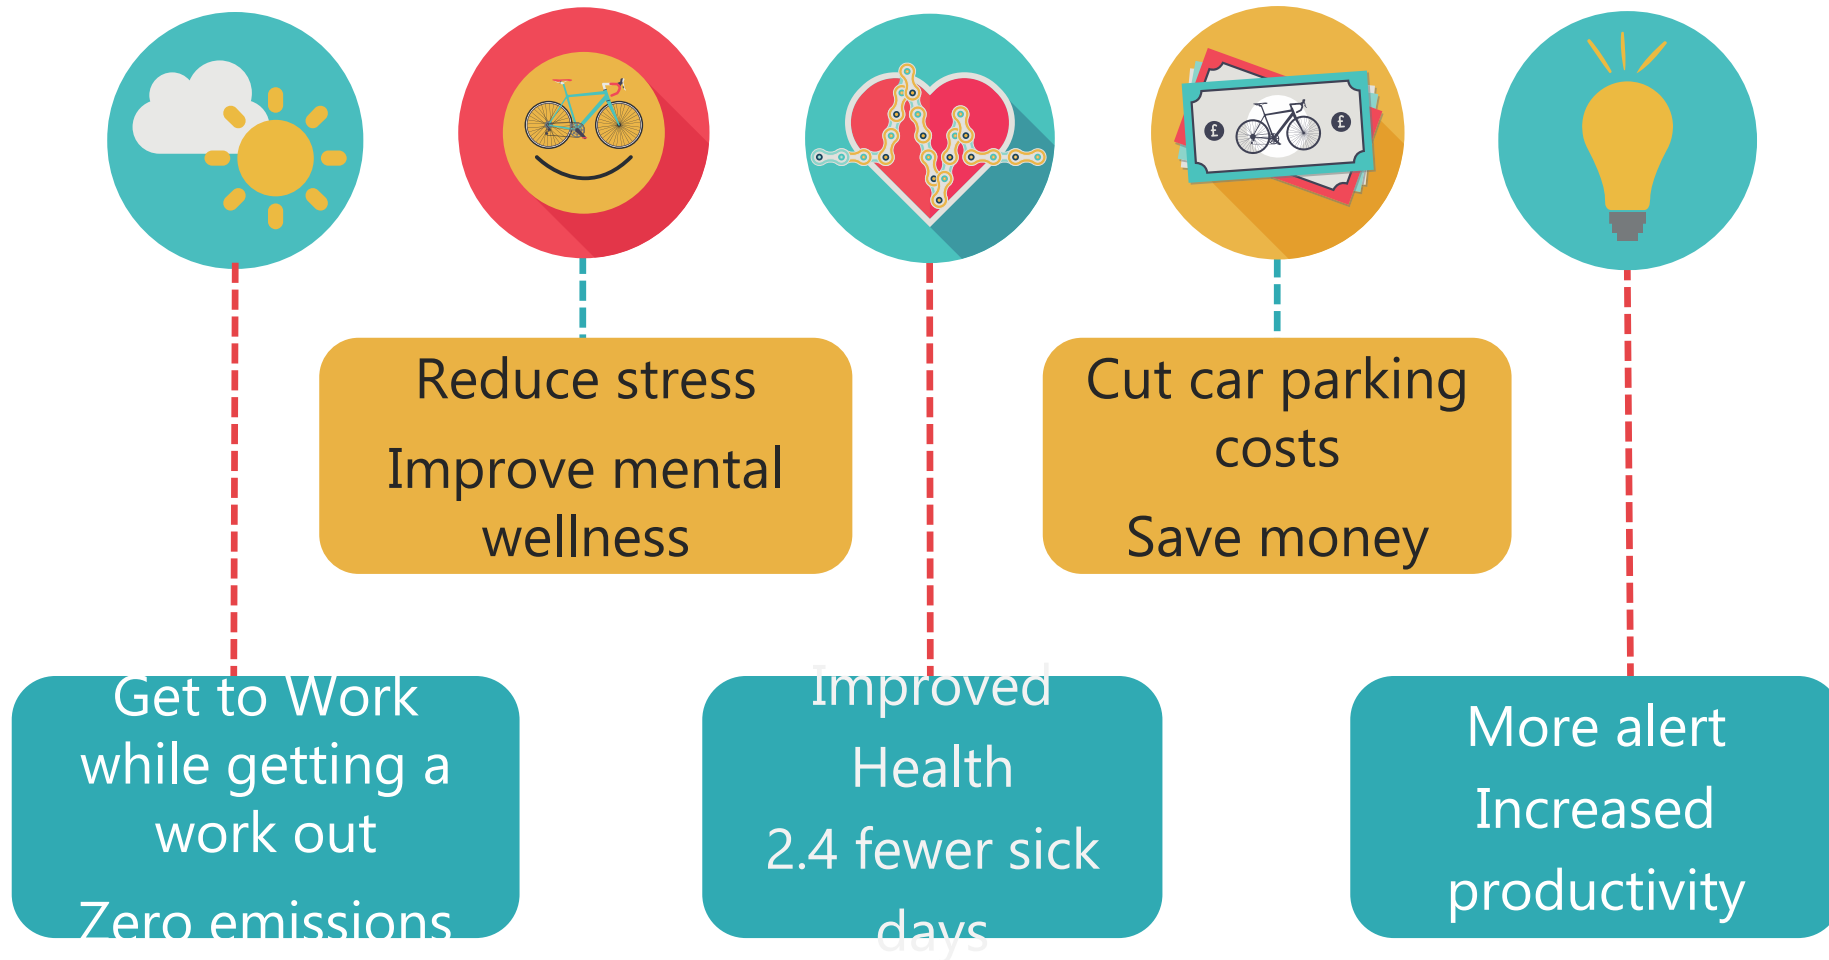 £ £
Reduce stress
Improve mental
wellness
Cut car parking
costs
Save money
Get to Work
while getting a
work out
Zero emissions
Improved
Health
2.4 fewer sick
days
More alert
Increased
productivity